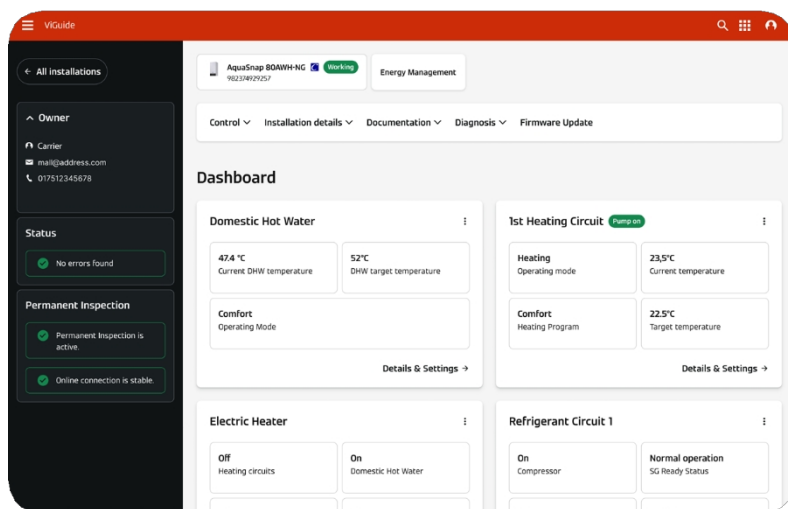 ViGuide
← All installations
Owner
Carrier
mail@address.com
017512345678
Status
No errors found
Permanent Inspection
Permanent Inspection is
active.
Online connection is stable.
AquaSnap 80AWH-NG Working
982374929257
Energy Management
Control Installation details Documentation Diagnosis Firmware Update
Dashboard
Domestic Hot Water
47.4 °C
Current DHW temperature
52°C
DHW target temperature
Comfort
Operating Mode
Details & Settings →
1st Heating Circuit Pump on
Heating
Operating mode
23,5°C
Current temperature
Comfort
Heating Program
22.5°C
Target temperature
Details & Settings →
Electric Heater
Off
Heating circuits
On
Domestic Hot Water
Refrigerant Circuit 1
On
Compressor
Normal operation
SG Ready Status